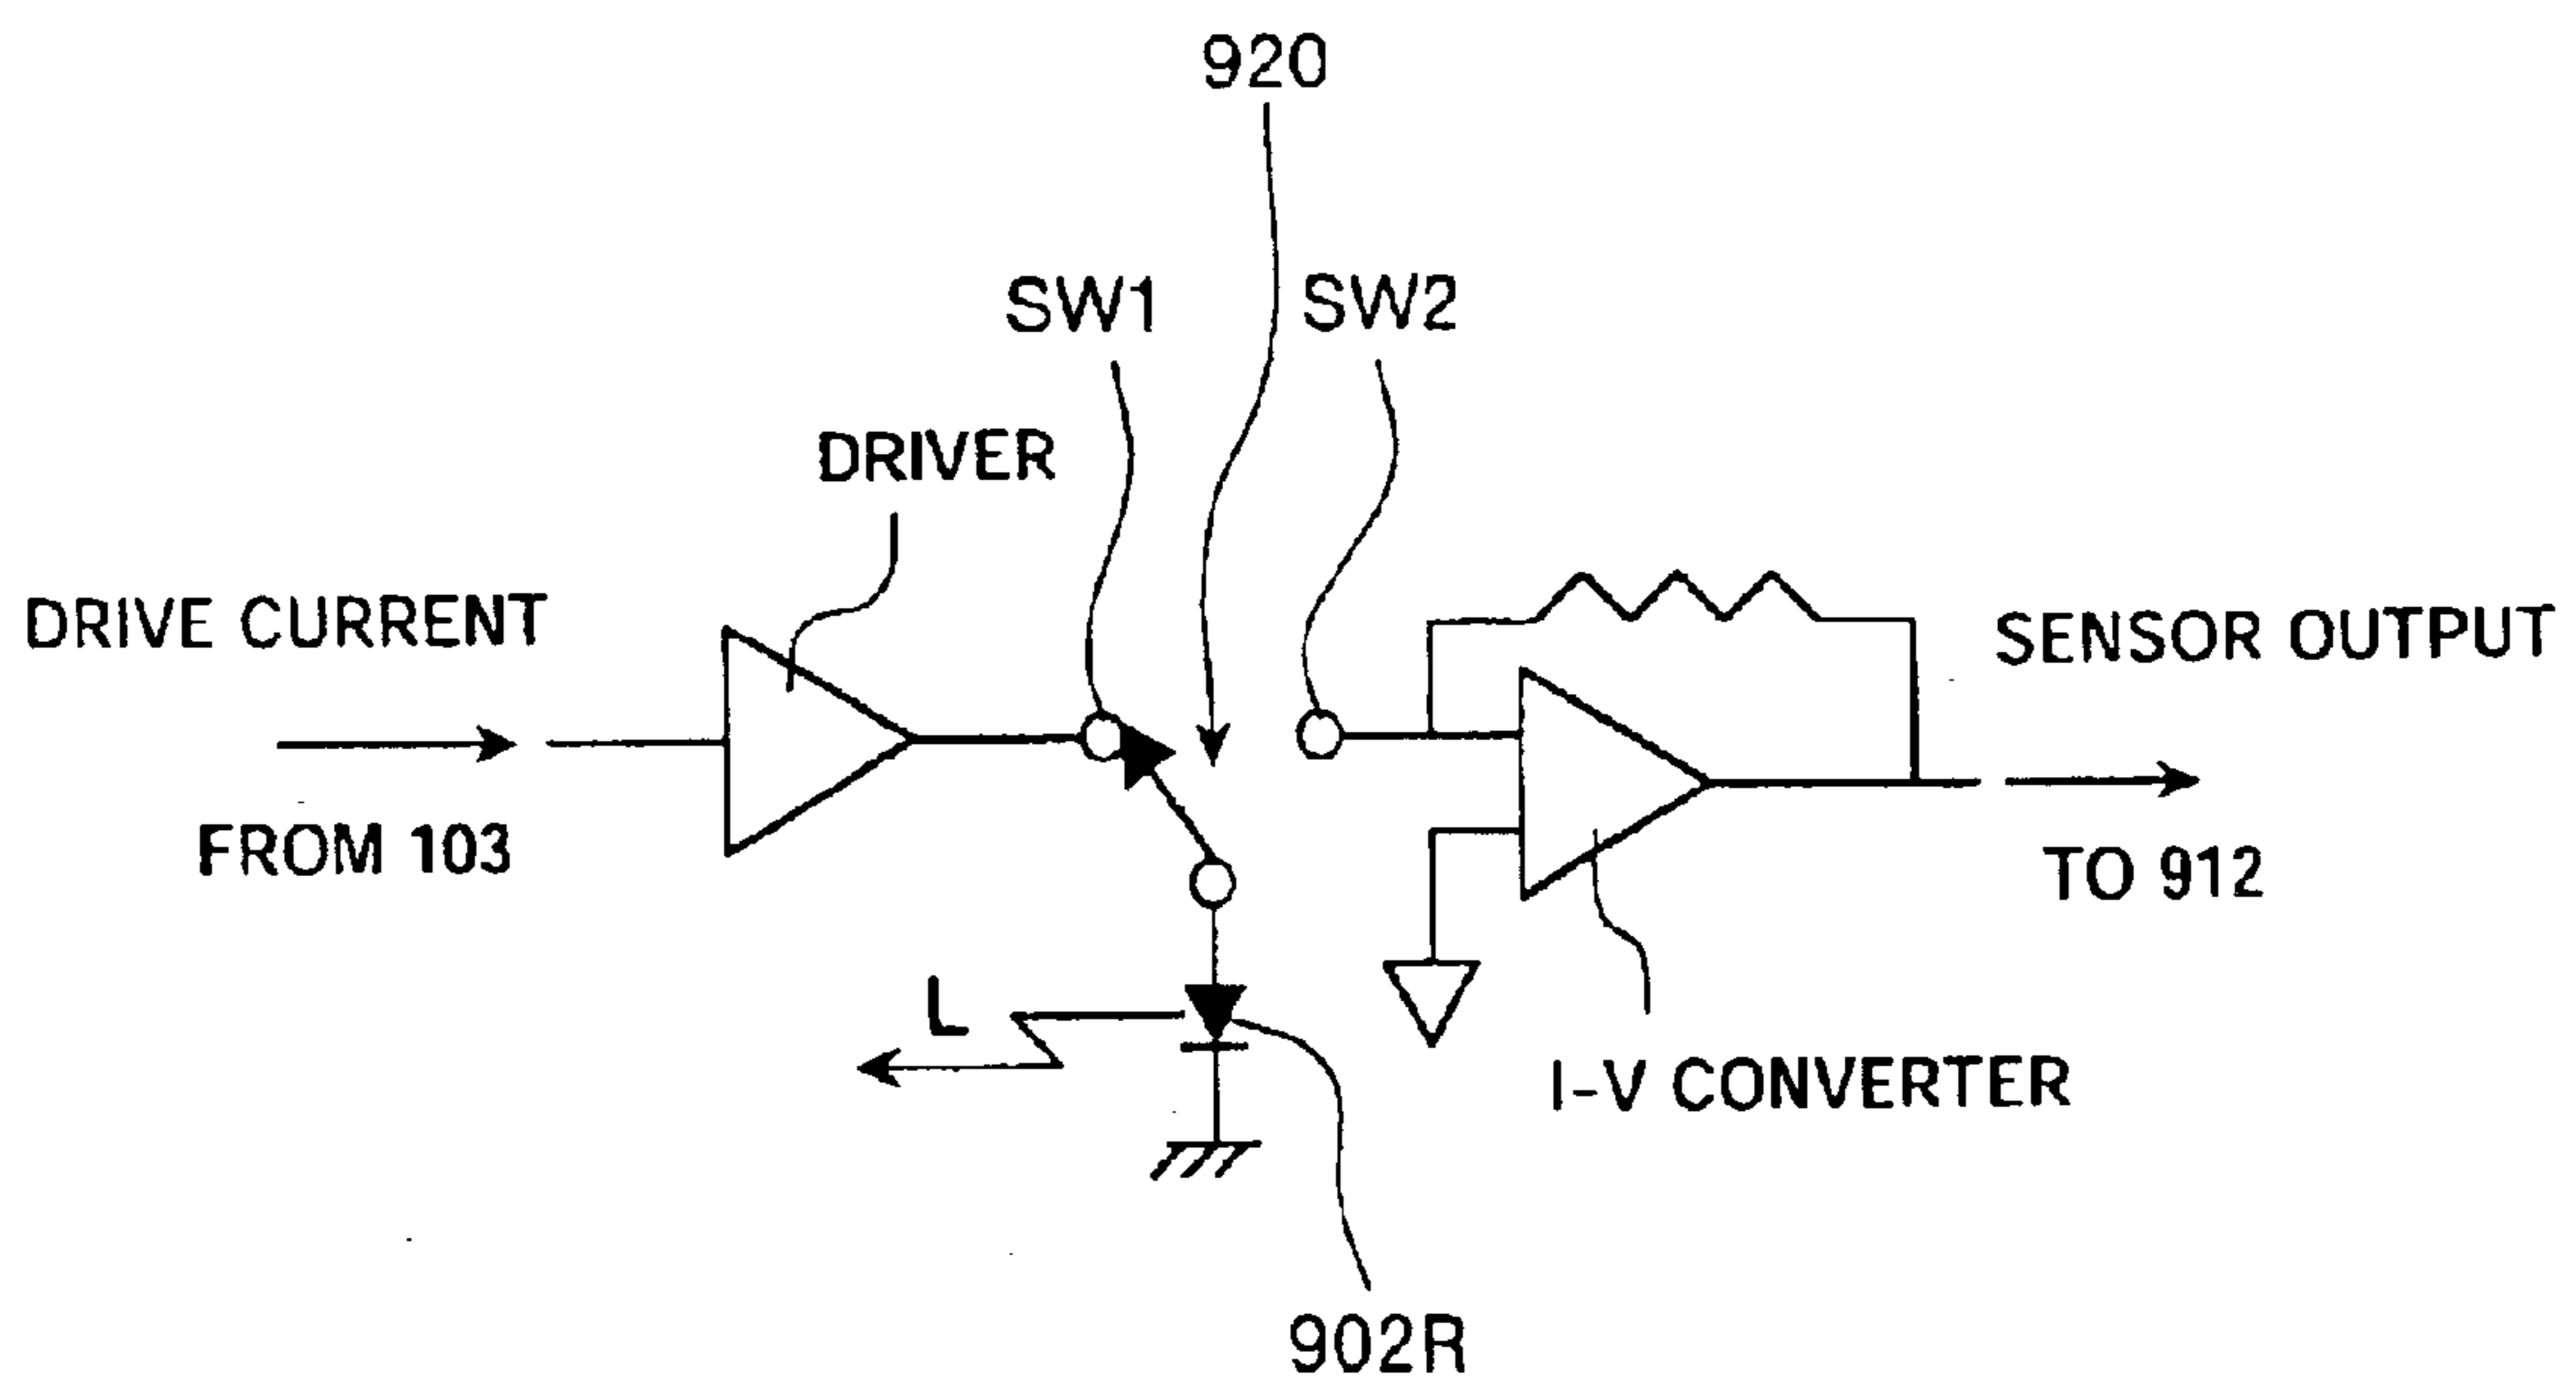 920
SW1
SW2
DRIVER
DRIVE CURRENT
SENSOR OUTPUT
FROM 103
TO 912
L
I-V CONVERTER
902R